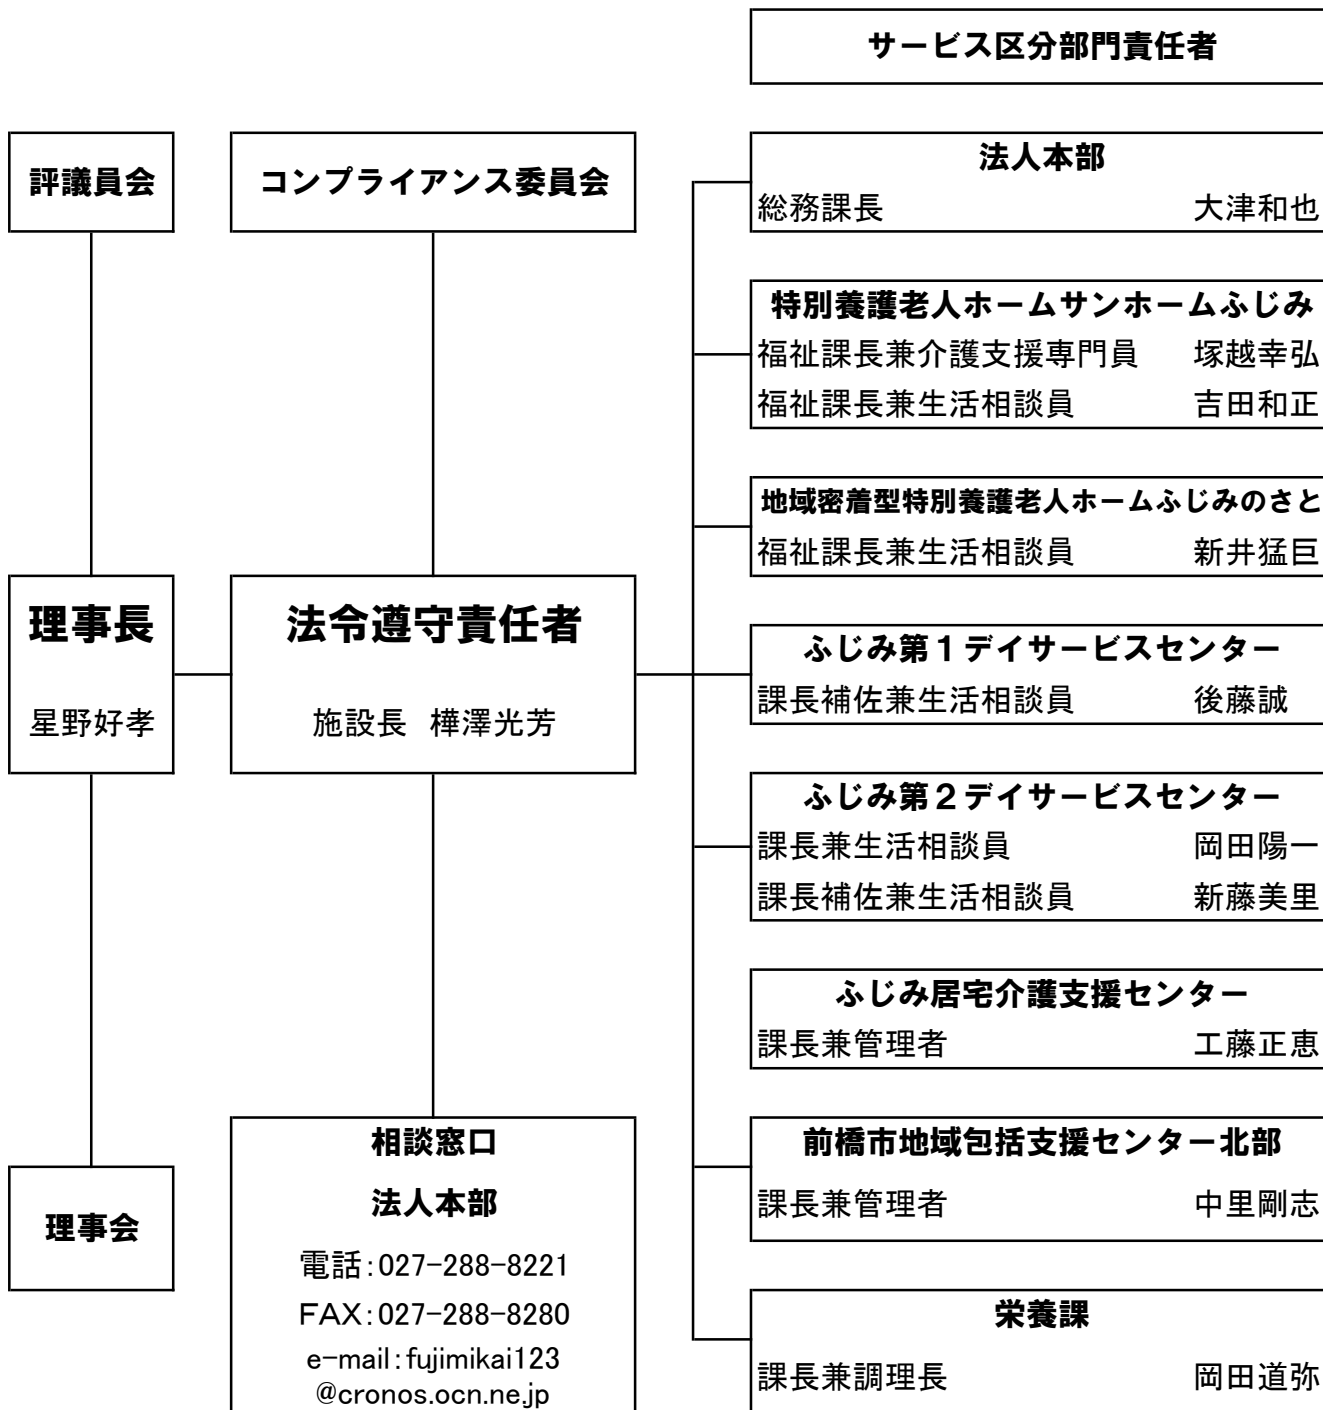 サービス区分部門責任者
評議員会
コンプライアンス委員会
理事長
星野好孝
法令遵守責任者
施設長 樺澤光芳
理事会
相談窓口
法人本部
電話:027-288-8221
FAX:027-288-8280
e-mail:fujimikai123
@cronos.ocn.ne.jp
法人本部
総務課長 大津和也
特別養護老人ホームサンホームふじみ
福祉課長兼介護支援専門員 塚越幸弘
福祉課長兼生活相談員 吉田和正
地域密着型特別養護老人ホームふじみのさと
福祉課長兼生活相談員 新井猛巨
ふじみ第1デイサービスセンター
課長補佐兼生活相談員 後藤誠
ふじみ第2デイサービスセンター
課長兼生活相談員 岡田陽一
課長補佐兼生活相談員 新藤美里
ふじみ居宅介護支援センター
課長兼管理者 工藤正恵
前橋市地域包括支援センター北部
課長兼管理者 中里剛志
栄養課
課長兼調理長 岡田道弥